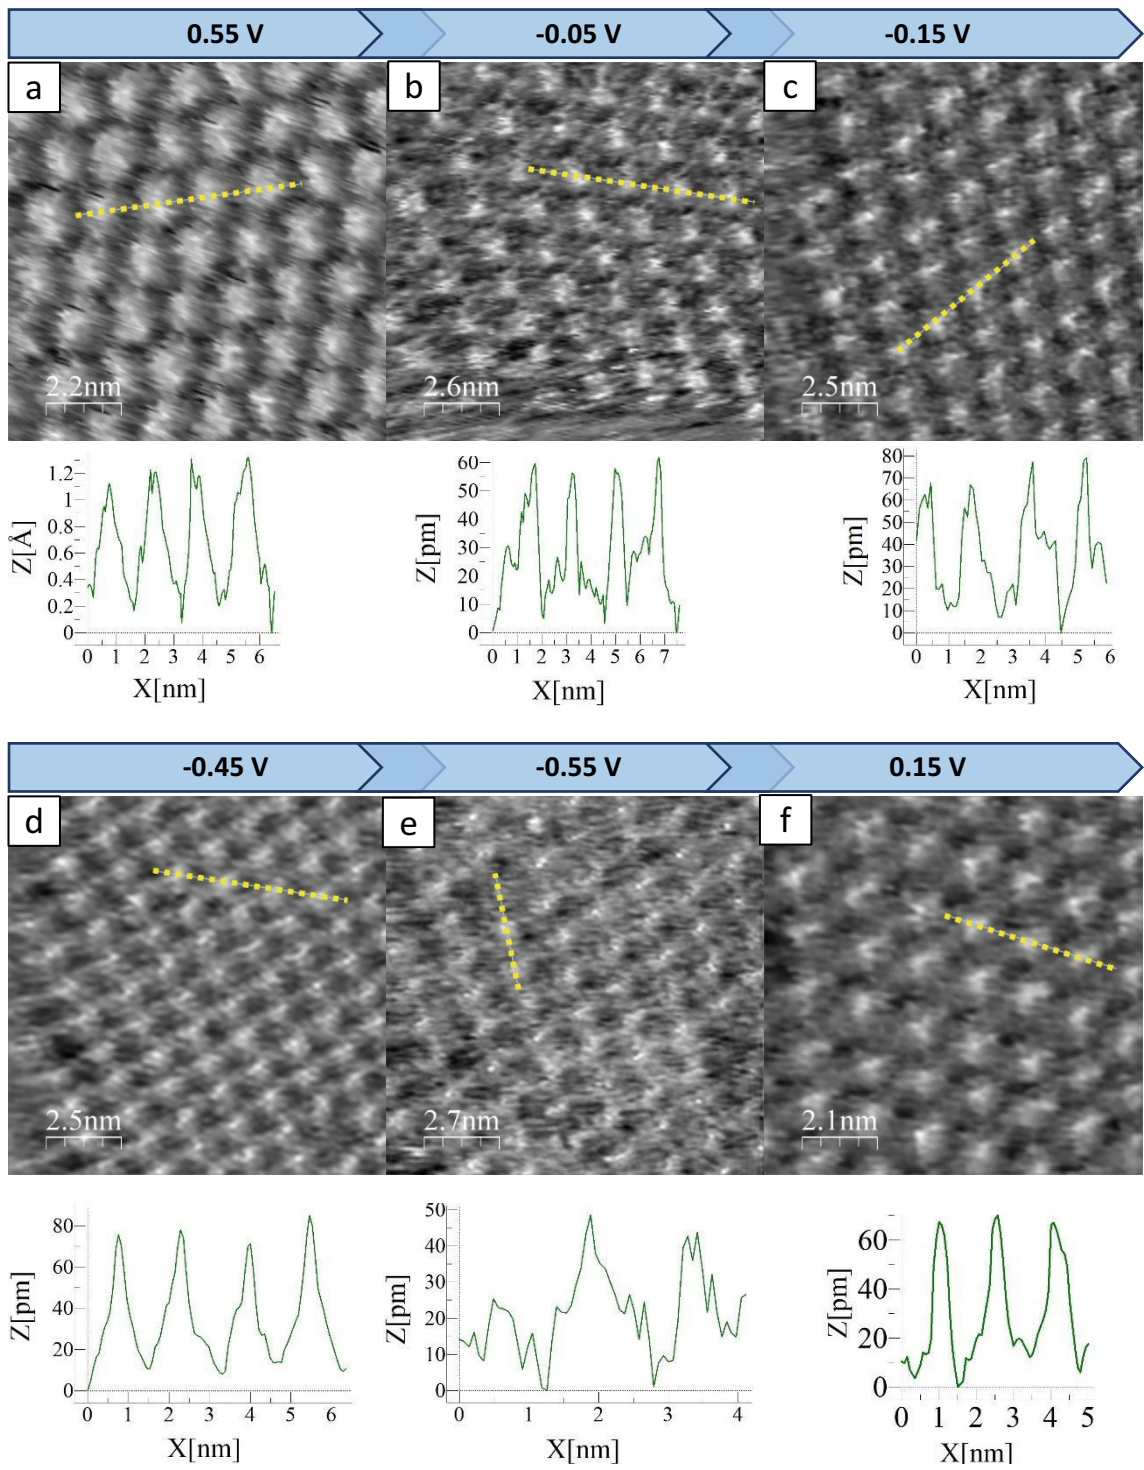 0.55 V
-0.05 V
-0.15 V
a
b
c
2.2nm
2.6nm
2.5nm
Z[Å]
1.2
1
0.8
0.6
0.4
0.2
0
0 1 2 3 4 5 6
X[nm]
Z[pm]
60
50
40
30
20
10
0
0 1 2 3 4 5 6 7
X[nm]
Z[pm]
80
70
60
50
40
30
20
10
0
0 1 2 3 4 5 6
X[nm]
-0.45 V
-0.55 V
0.15 V
d
e
f
2.5nm
2.7nm
2.1nm
Z[pm]
80
60
40
20
0
0 1 2 3 4 5 6
X[nm]
Z[pm]
50
40
30
20
10
0
0 1 2 3 4
X[nm]
Z[pm]
60
40
20
0
0 1 2 3 4 5
X[nm]